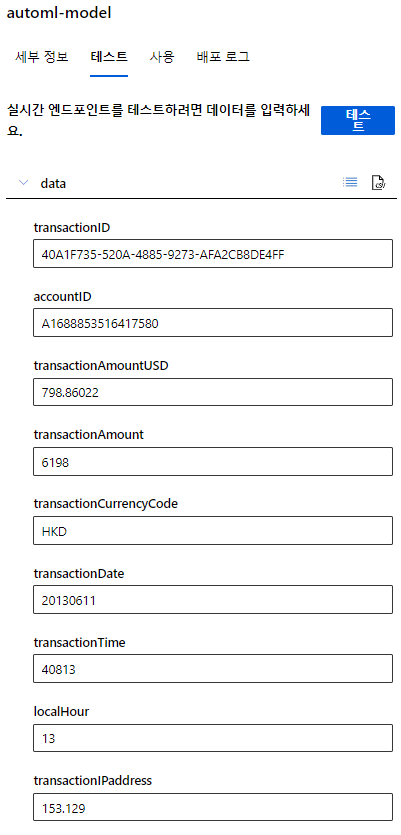 automl-model
세부 정보 테스트 사용 배포 로그
실시간 엔드포인트를 테스트하려면 데이터를 입력하세
요.
테스
트
data
transactionID
40A1F735-520A-4885-9273-AFA2CB8DE4FF
accountID
A1688853516417580
transactionAmountUSD
798.86022
transactionAmount
6198
transactionCurrencyCode
HKD
transactionDate
20130611
transactionTime
40813
localHour
13
transactionIPaddress
153.129